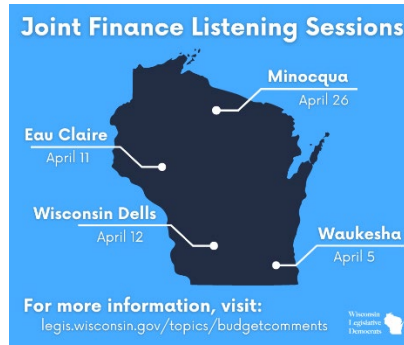 Joint Finance Listening Sessions
Minocqua
April 26
Eau Claire
April 11
Wisconsin Dells
April 12
Waukesha
April 5
For more information, visit:
legis.wisconsin.gov/topics/budgetcomments
Wisconsin
Legislative
Democrats